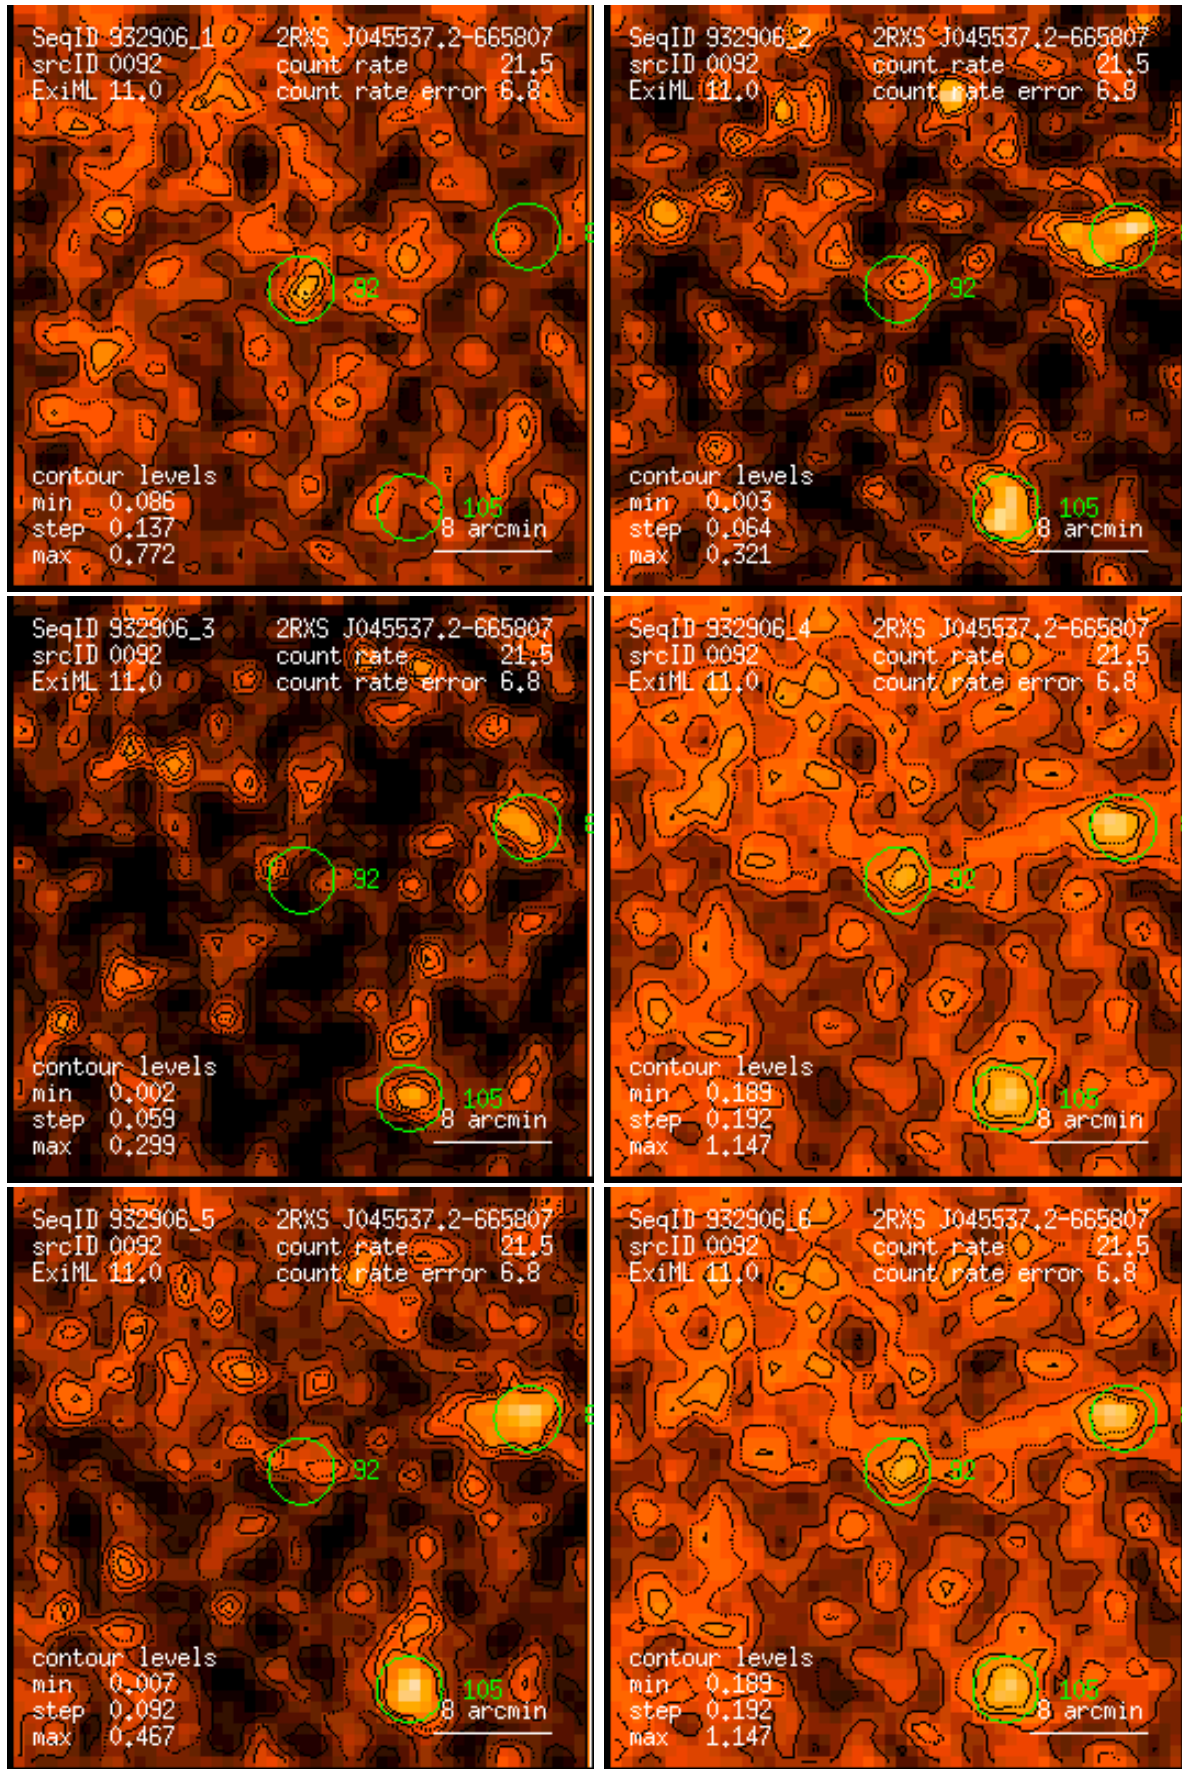 SeqID 932906_1 2RXS J045537.2-665807
srcID 0092 count rate 21.5
ExiML 11.0 count rate error 6.8
92
contour levels
min 0.086
105
step 0.137 8 arcmin
max 0.772
SeqID 932906_2 2RXS J045537.2-665807
srcID 0092 count rate 21.5
ExiML 11.0 count rate error 6.8
92
contour levels
min 0.003
105
step 0.064 8 arcmin
max 0.321
SeqID 932906_3 2RXS J045537.2-665807
srcID 0092 count rate 21.5
ExiML 11.0 count rate error 6.8
92
contour levels
min 0.002
105
step 0.059 8 arcmin
max 0.299
SeqID 932906_4 2RXS J045537.2-665807
srcID 0092 count rate 21.5
ExiML 11.0 count rate error 6.8
92
contour levels
min 0.189
105
step 0.192 8 arcmin
max 1.147
SeqID 932906_5 2RXS J045537.2-665807
srcID 0092 count rate 21.5
ExiML 11.0 count rate error 6.8
92
contour levels
min 0.007
105
step 0.092 8 arcmin
max 0.467
SeqID 932906_6 2RXS J045537.2-665807
srcID 0092 count rate 21.5
ExiML 11.0 count rate error 6.8
92
contour levels
min 0.189
105
step 0.192 8 arcmin
max 1.147